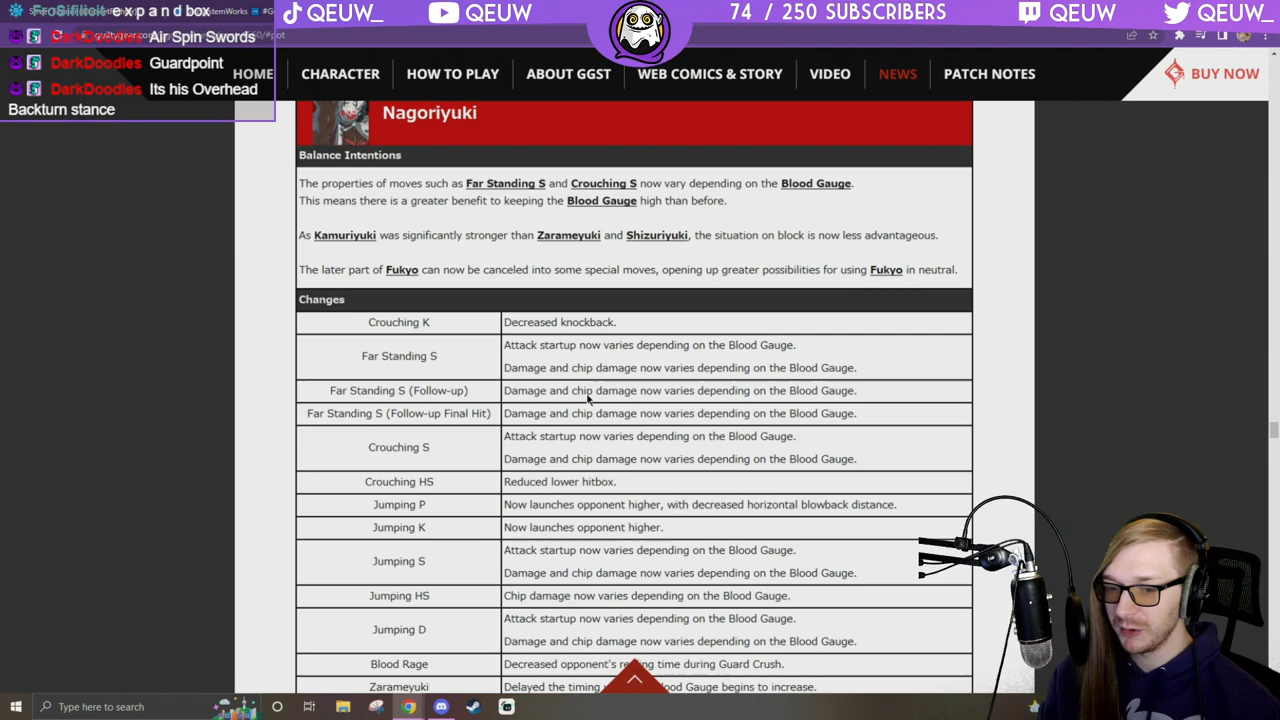 FroSiflioit expandbox
DarkDoodles Air Spin Swords
DarkDoodles Guardpoint
DarkDoodles Its his Overhead
Backturn stance
QEUW_
QEUW_
74 / 250 SUBSCRIBERS
QEUW
QEUW_
HOME
CHARACTER
HOW TO PLAY
ABOUT GGST
WEB COMICS & STORY
VIDEO
NEWS
PATCH NOTES
BUY NOW
Nagoriyuki
Balance Intentions
The properties of moves such as Far Standing S and Crouching S now vary depending on the Blood Gauge.
This means there is a greater benefit to keeping the Blood Gauge high than before.
As Kamuriyuki was significantly stronger than Zarameyuki and Shizuriyuki, the situation on block is now less advantageous.
The later part of Fukyo can now be canceled into some special moves, opening up greater possibilities for using Fukyo in neutral.
Changes
Crouching K
Decreased knockback.
Far Standing S
Attack startup now varies depending on the Blood Gauge.
Damage and chip damage now varies depending on the Blood Gauge.
Far Standing S (Follow-up)
Damage and chip damage now varies depending on the Blood Gauge.
Far Standing S (Follow-up Final Hit)
Damage and chip damage now varies depending on the Blood Gauge.
Crouching S
Attack startup now varies depending on the Blood Gauge.
Damage and chip damage now varies depending on the Blood Gauge.
Crouching HS
Reduced lower hitbox.
Jumping P
Now launches opponent higher, with decreased horizontal blowback distance.
Jumping K
Now launches opponent higher.
Jumping S
Attack startup now varies depending on the Blood Gauge.
Damage and chip damage now varies depending on the Blood Gauge.
Jumping HS
Chip damage now varies depending on the Blood Gauge.
Jumping D
Attack startup now varies depending on the Blood Gauge.
Damage and chip damage now varies depending on the Blood Gauge.
Blood Rage
Decreased opponent's time during Guard Crush.
Zarameyuki
Delayed the timing Blood Gauge begins to increase.
Type here to search